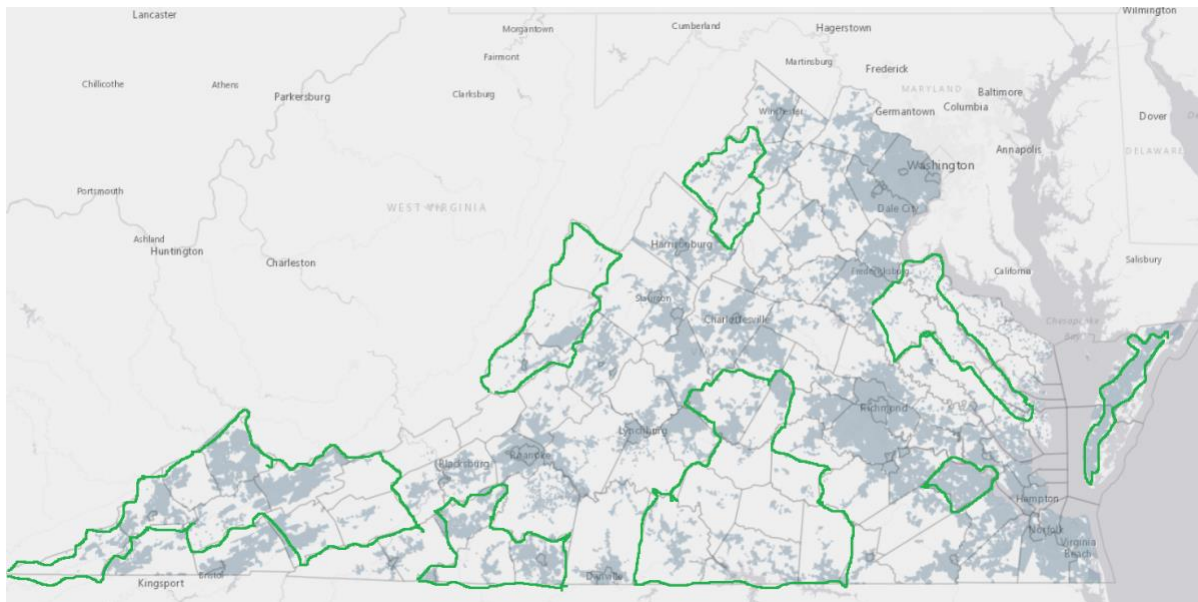 Wilmington
Lancaster
Cumberland
Hagerstown
Morgantown
Fairmont
Martinsburg
Frederick
Chillicothe
Athens
MARYLAND
Baltimore
Clarksburg
Parkersburg
Winchester
Germantown
Columbia
Dover
Annapolis
DELAWARE
Washington
Portsmouth
WEST VIRGINIA
Dale City
Ashland
Huntington
Harrisonburg
Charleston
Salisbury
Fredericksburg
California
Staunton
Charlottesville
Chesapeake
Bay
Richmond
Lynchburg
Roanoke
Blacksburg
Hampton
Norfolk
Virginia
Beach
Bristol
Danville
Kingsport